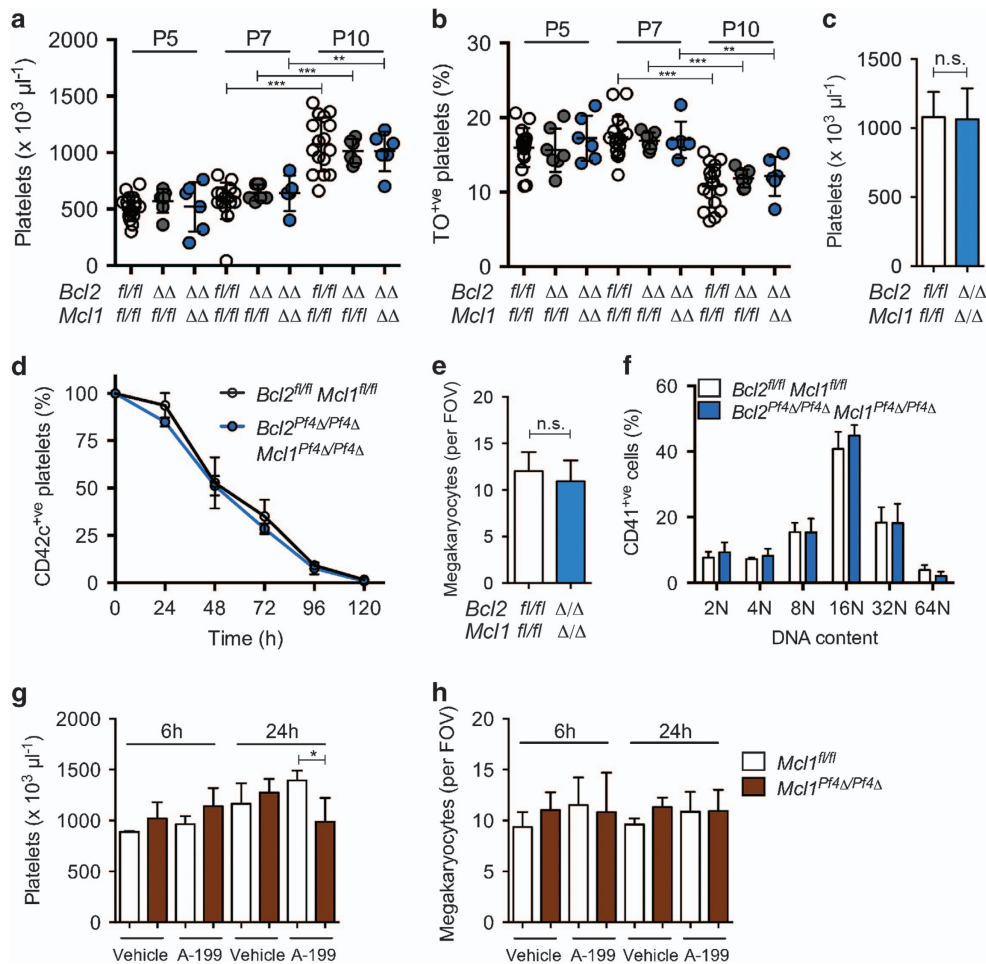 a
P5 P7 P10
** *** ***
Platelets (x 10³ µl⁻¹)
2000
1500
1000
500
0
Bcl2 fl/fl ΔΔ ΔΔ fl/fl ΔΔ ΔΔ fl/fl ΔΔ ΔΔ
Mcl1 fl/fl fl/fl ΔΔ fl/fl fl/fl ΔΔ fl/fl fl/fl ΔΔ
b
P5 P7 P10
** *** ***
TO⁺ᵛᵉ platelets (%)
30
20
10
0
Bcl2 fl/fl ΔΔ ΔΔ fl/fl ΔΔ ΔΔ fl/fl ΔΔ ΔΔ
Mcl1 fl/fl fl/fl ΔΔ fl/fl fl/fl ΔΔ fl/fl fl/fl ΔΔ
c
n.s.
Platelets (x 10³ µl⁻¹)
1500
1000
500
0
Bcl2 fl/fl Δ/Δ
Mcl1 fl/fl Δ/Δ
d
CD42c⁺ᵛᵉ platelets (%)
100
75
50
25
0
0 24 48 72 96 120
Time (h)
Bcl2fl/fl Mcl1fl/fl
Bcl2Pf4Δ/Pf4Δ
Mcl1Pf4Δ/Pf4Δ
e
n.s.
Megakaryocytes (per FOV)
20
15
10
5
0
Bcl2 fl/fl Δ/Δ
Mcl1 fl/fl Δ/Δ
f
Bcl2fl/fl Mcl1fl/fl
Bcl2Pf4Δ/Pf4Δ Mcl1Pf4Δ/Pf4Δ
CD41⁺ᵛᵉ cells (%)
60
40
20
0
2N 4N 8N 16N 32N 64N
DNA content
g
6h 24h
*
Platelets (x 10³ µl⁻¹)
2000
1500
1000
500
0
Vehicle A-199 Vehicle A-199
h
6h 24h
Megakaryocytes (per FOV)
20
15
10
5
0
Vehicle A-199 Vehicle A-199
Mcl1fl/fl
Mcl1Pf4Δ/Pf4Δ